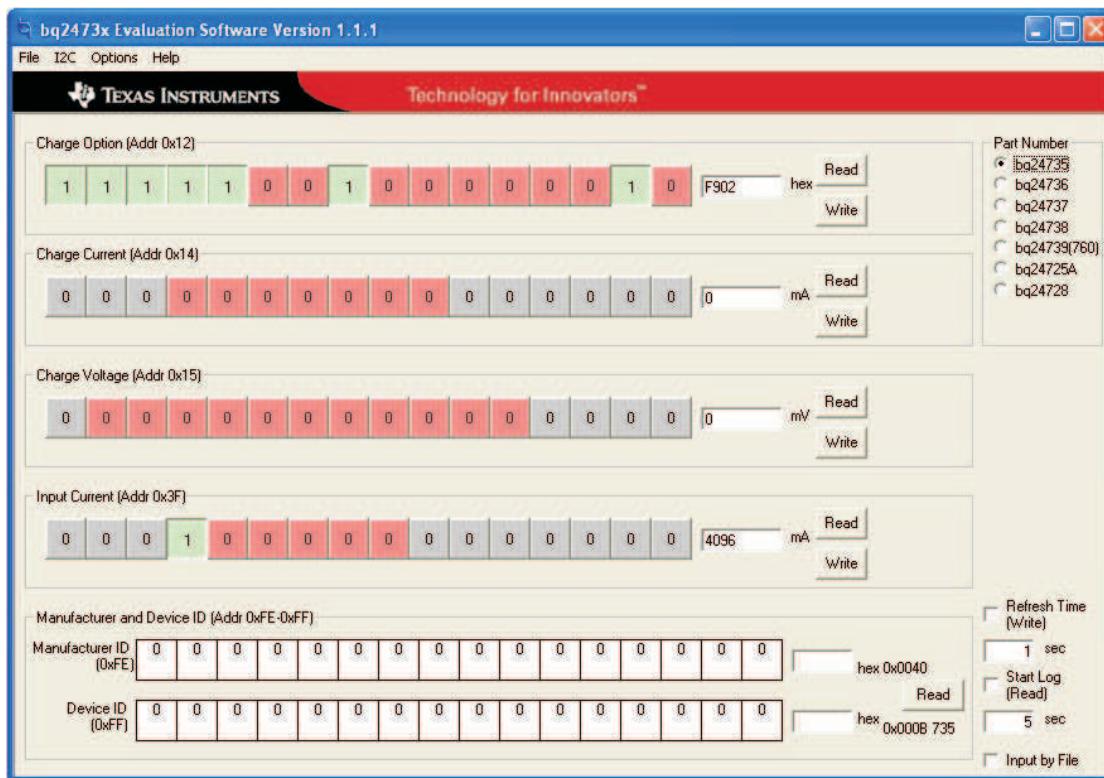 bq2473x Evaluation Software Version 1.1.1
File I2C Options Help
TEXAS INSTRUMENTS
Technology for Innovators™
Charge Option (Addr 0x12)
1 1 1 1 1 0 0 1 0 0 0 0 0 0 1 0
F902 hex
Read
Write
Charge Current (Addr 0x14)
0 0 0 0 0 0 0 0 0 0 0 0 0 0 0 0
0 mA
Read
Write
Charge Voltage (Addr 0x15)
0 0 0 0 0 0 0 0 0 0 0 0 0 0 0 0
0 mV
Read
Write
Input Current (Addr 0x3F)
0 0 0 1 0 0 0 0 0 0 0 0 0 0 0 0
4096 mA
Read
Write
Manufacturer and Device ID (Addr 0xFE-0xFF)
Manufacturer ID
(0xFE)
0 0 0 0 0 0 0 0 0 0 0 0 0 0 0 0
hex 0x0040
Read
Device ID
(0xFF)
0 0 0 0 0 0 0 0 0 0 0 0 0 0 0 0
hex
0x000B 735
Part Number
bq24735
bq24736
bq24737
bq24738
bq24739(760)
bq24725A
bq24728
Refresh Time
(Write)
1 sec
Start Log
(Read)
5 sec
Input by File